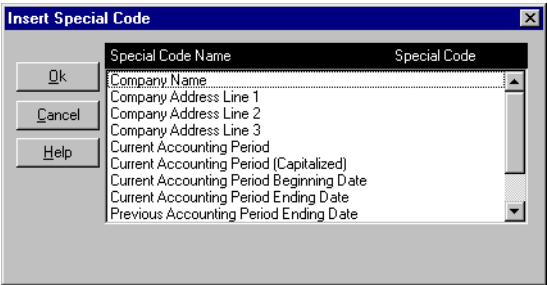 Insert Special Code
Special Code Name Special Code
Ok
Cancel
Help
Company Name
Company Address Line 1
Company Address Line 2
Company Address Line 3
Current Accounting Period
Current Accounting Period (Capitalized)
Current Accounting Period Beginning Date
Current Accounting Period Ending Date
Previous Accounting Period Ending Date